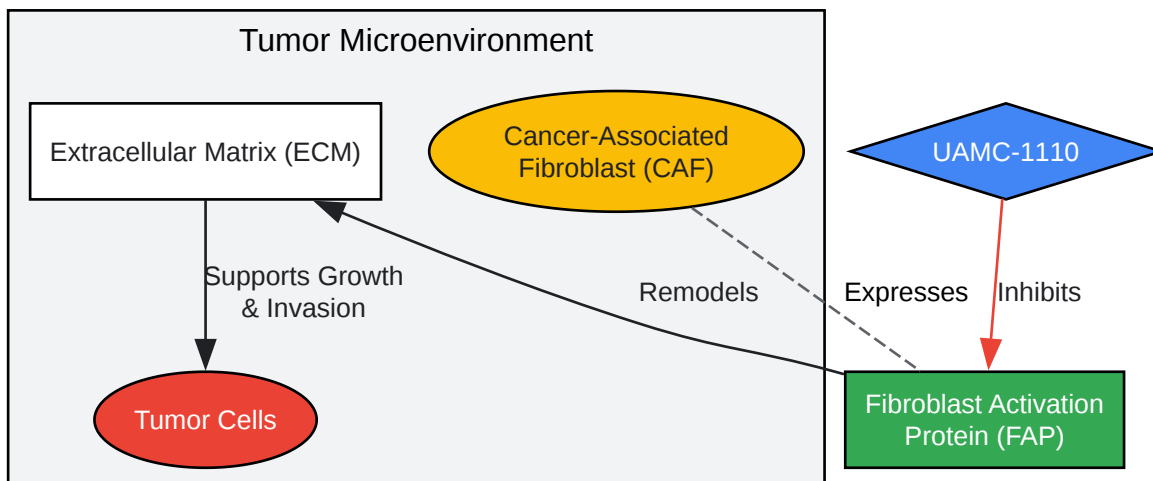 Tumor Microenvironment
Extracellular Matrix (ECM)
Cancer-Associated
Fibroblast (CAF)
UAMC-1110
Supports Growth
& Invasion
Remodels
Expresses
Inhibits
Tumor Cells
Fibroblast Activation
Protein (FAP)